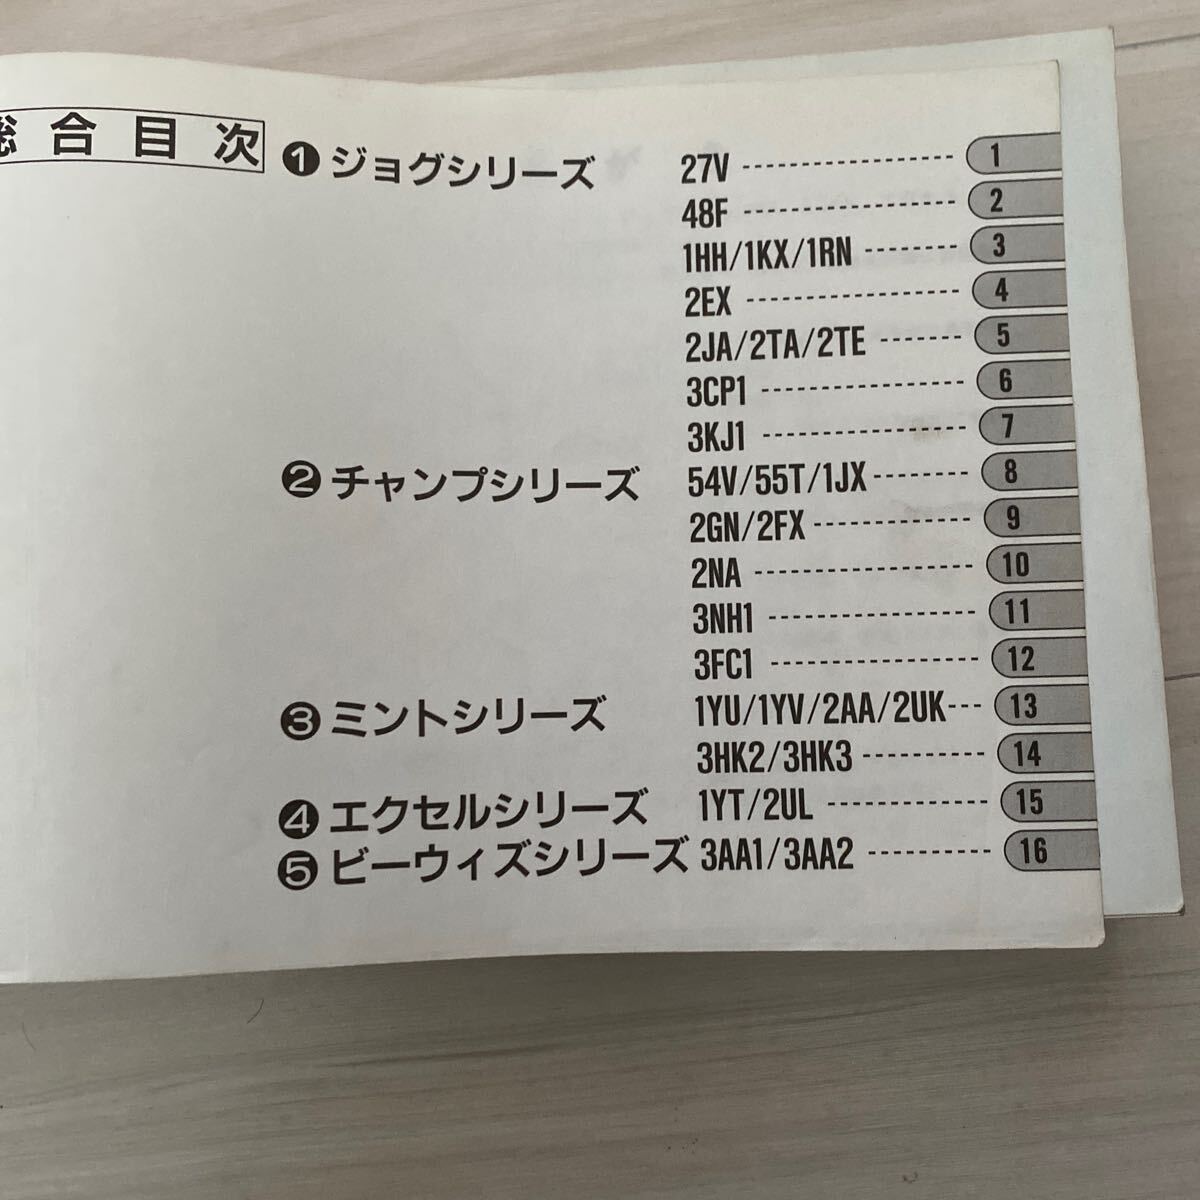 総合目次
❶ジョグシリーズ 27V 1
48F 2
1HH/1KX/1RN 3
2EX 4
2JA/2TA/2TE 5
3CP1 6
3KJ1 7
❷チャンプシリーズ 54V/55T/1JX 8
2GN/2FX 9
2NA 10
3NH1 11
3FC1 12
❸ミントシリーズ 1YU/1YV/2AA/2UK 13
3HK2/3HK3 14
❹エクセルシリーズ 1YT/2UL 15
❺ビーウィズシリーズ 3AA1/3AA2 16